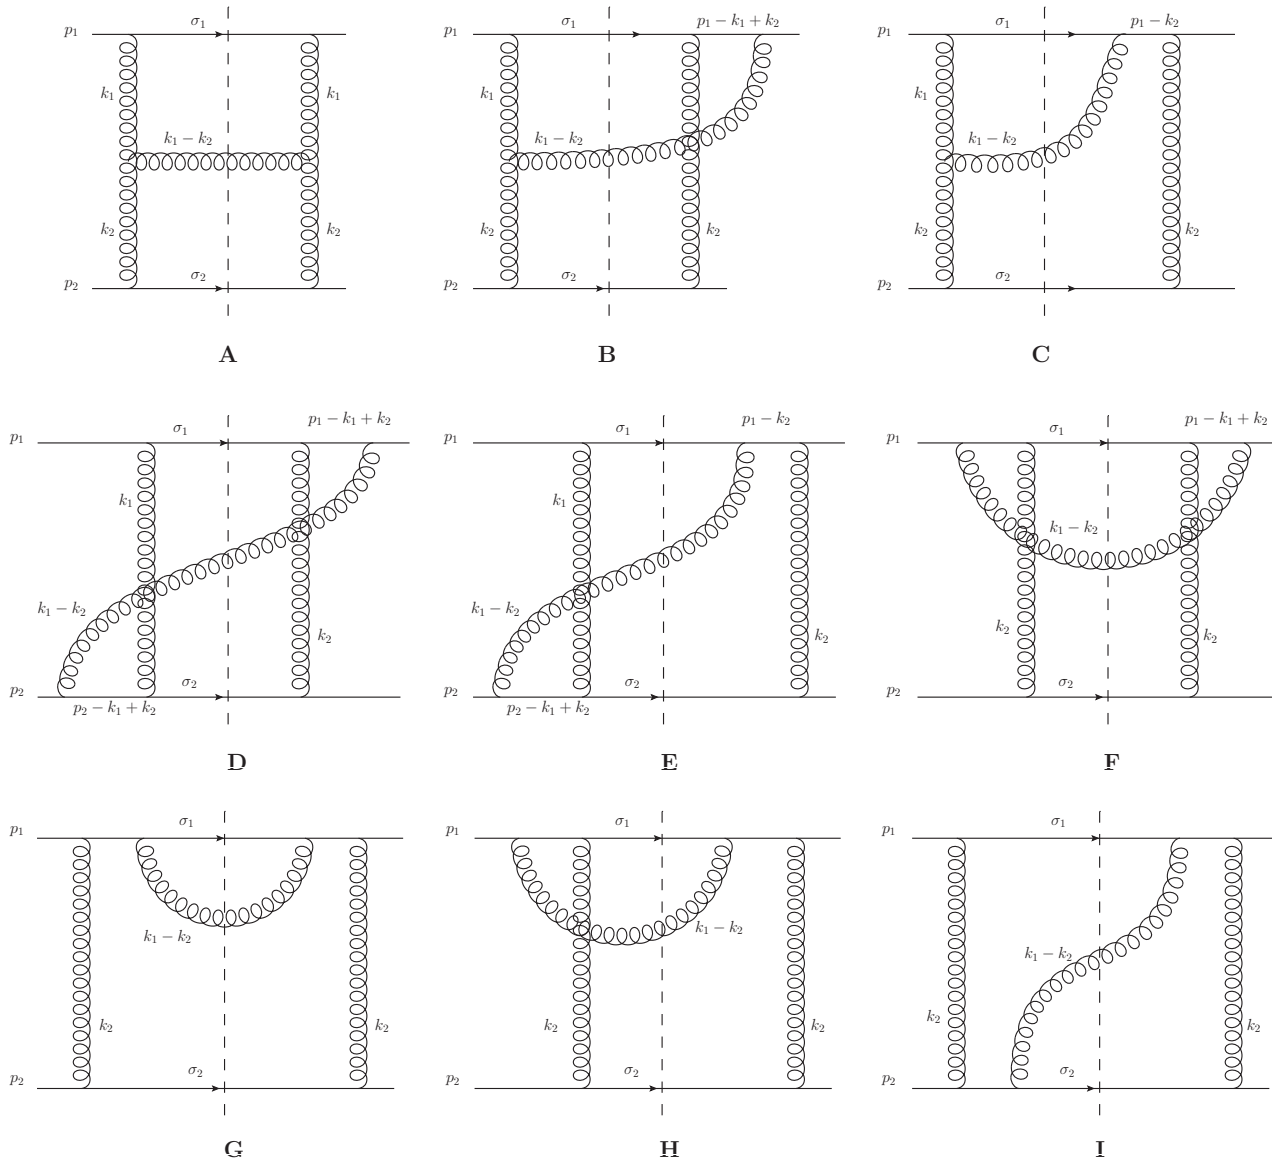 p₁ σ₁
k₁ k₁
k₁ − k₂
k₂ k₂
p₂ σ₂
A
p₁ σ₁ p₁ − k₁ + k₂
k₁
k₁ − k₂
k₂ k₂
p₂ σ₂
B
p₁ σ₁ p₁ − k₂
k₁
k₁ − k₂
k₂ k₂
p₂ σ₂
C
p₁ σ₁ p₁ − k₁ + k₂
k₁
k₁ − k₂
k₂
p₂ σ₂
p₂ − k₁ + k₂
D
p₁ σ₁ p₁ − k₂
k₁
k₁ − k₂
k₂
p₂ σ₂
p₂ − k₁ + k₂
E
p₁ σ₁ p₁ − k₁ + k₂
k₁ − k₂
k₂ k₂
p₂ σ₂
F
p₁ σ₁
k₁ − k₂
k₂ k₂
p₂ σ₂
G
p₁ σ₁
k₁ − k₂
k₂ k₂
p₂ σ₂
H
p₁ σ₁
k₁ − k₂
k₂ k₂
p₂ σ₂
I